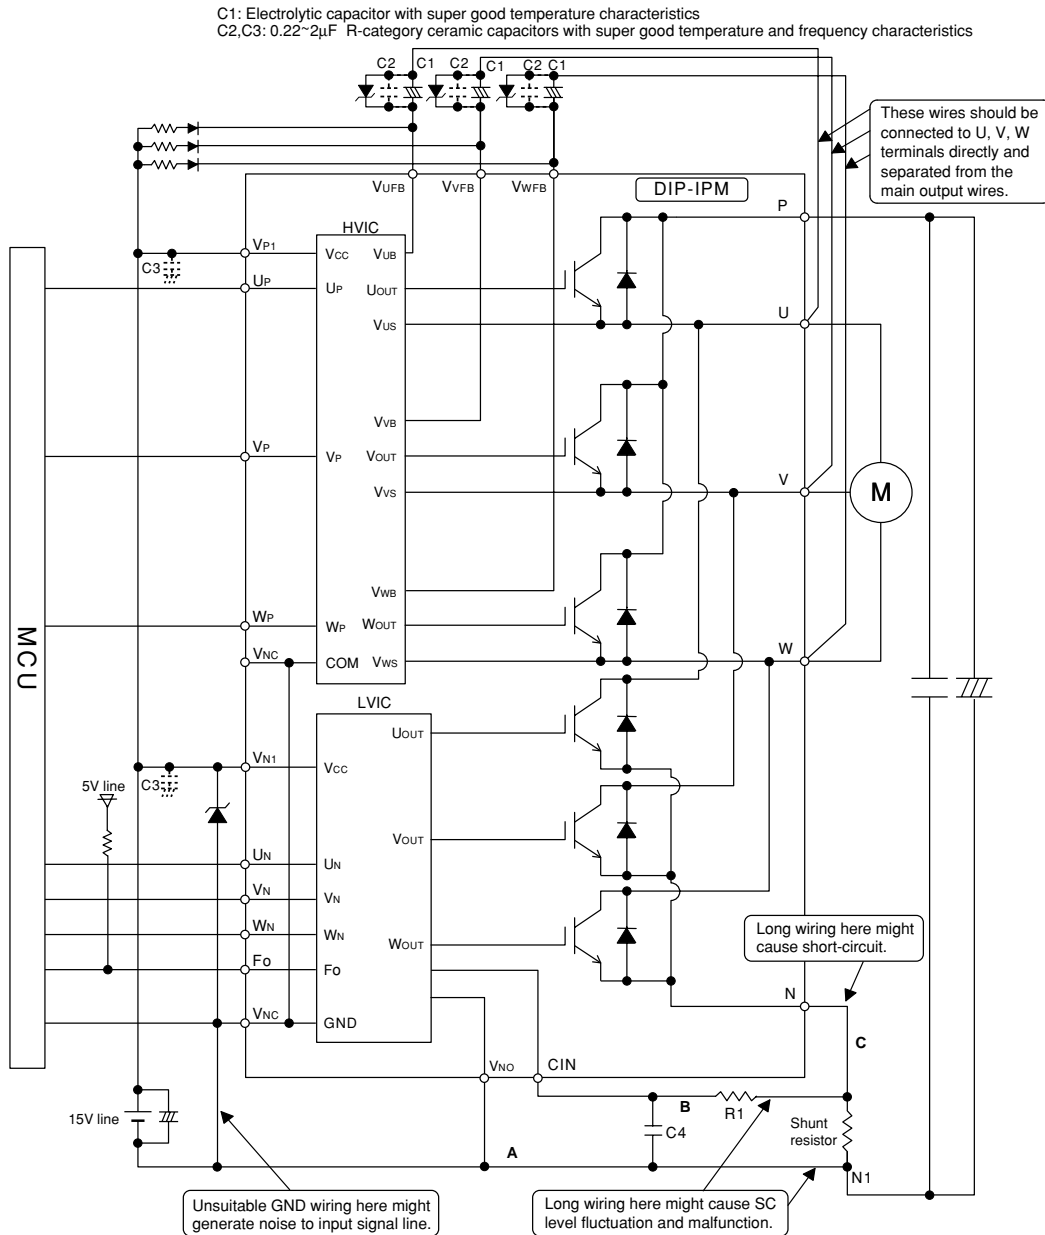 C1: Electrolytic capacitor with super good temperature characteristics
C2,C3: 0.22~2μF R-category ceramic capacitors with super good temperature and frequency characteristics
C2
C1
C2
C1
C2
C1
These wires should be
connected to U, V, W
terminals directly and
separated from the
main output wires.
VUFB
VVFB
VWFB
DIP-IPM
P
HVIC
VP1
VCC
VUB
C3
UP
UP
UOUT
U
VUS
VVB
VP
VP
VOUT
V
VVS
M
VWB
WP
WP
WOUT
W
VNC
COM
VWS
MCU
LVIC
UOUT
VN1
VCC
C3
5V line
VOUT
UN
UN
VN
VN
WN
WN
WOUT
Long wiring here might
cause short-circuit.
Fo
Fo
N
VNC
GND
C
VNO
CIN
15V line
B
R1
C4
Shunt
resistor
A
N1
Unsuitable GND wiring here might
generate noise to input signal line.
Long wiring here might cause SC
level fluctuation and malfunction.